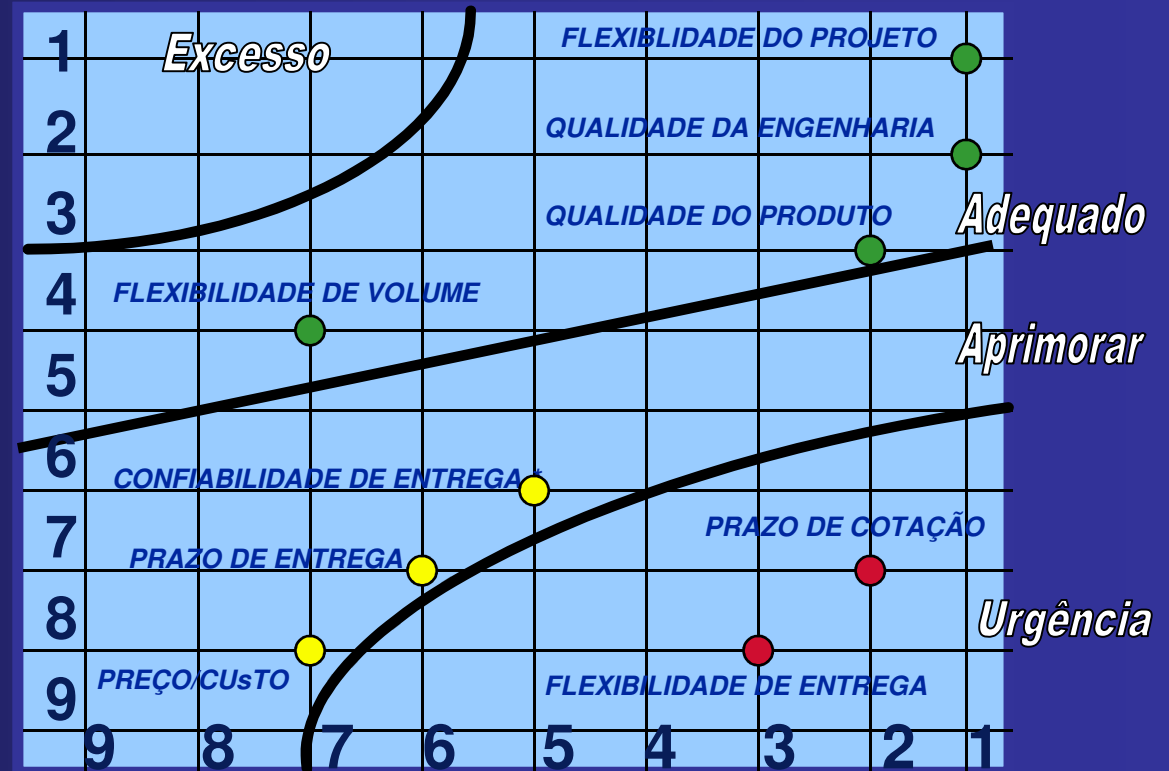 Excesso
FLEXIBLIDADE DO PROJETO
1
QUALIDADE DA ENGENHARIA
2
QUALIDADE DO PRODUTO
3
Adequado
FLEXIBILIDADE DE VOLUME
4
Aprimorar
5
6
CONFIABILIDADE DE ENTREGA *
PRAZO DE COTAÇÃO
7
PRAZO DE ENTREGA
8
Urgência
PREÇO/CUsTO
FLEXIBILIDADE DE ENTREGA
9
9 8 7 6 5 4 3 2 1